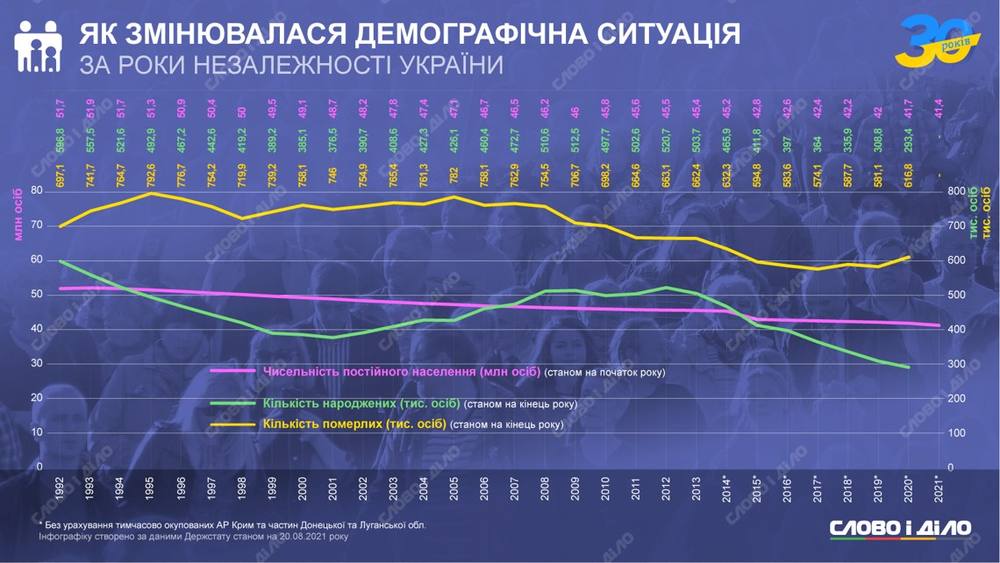 ЯК ЗМІНЮВАЛАСЯ ДЕМОГРАФІЧНА СИТУАЦІЯ
ЗА РОКИ НЕЗАЛЕЖНОСТІ УКРАЇНИ
30 років
51,7 51,9 51,7 51,3 50,9 50,4 50 49,5 49,1 48,7 48,2 47,8 47,4 47,1 46,7 46,5 46,2 46 45,8 45,6 45,5 45,4 45,2 42,8 42,6 42,4 42,2 42 41,7 41,4
596,8 557,5 521,6 492,9 467,2 442,6 419,2 389,2 385,1 376,5 390,7 408,6 427,3 426,1 460,4 472,7 510,6 512,5 497,7 502,6 520,7 503,7 465,9 411,8 397 364 335,9 308,8 293,4 -
697,1 741,7 764,7 792,6 776,7 754,2 719,9 739,2 758,1 746 754,9 765,4 761,3 782 758,1 762,9 754,5 706,7 698,2 664,6 663,1 662,4 632,3 594,8 583,6 574,1 587,7 581,1 616,8 -
млн осіб
80
70
60
50
40
30
20
10
0
тис. осіб
тис. осіб
800
700
600
500
400
300
200
100
0
Чисельність постійного населення (млн осіб) (станом на початок року)
Кількість народжених (тис. осіб) (станом на кінець року)
Кількість померлих (тис. осіб) (станом на кінець року)
1992 1993 1994 1995 1996 1997 1998 1999 2000 2001 2002 2003 2004 2005 2006 2007 2008 2009 2010 2011 2012 2013 2014* 2015* 2016* 2017* 2018* 2019* 2020* 2021*
* Без урахування тимчасово окупованих АР Крим та частин Донецької та Луганської обл.
Інфографіку створено за даними Держстату станом на 20.08.2021 року
СЛОВО і ДІЛО